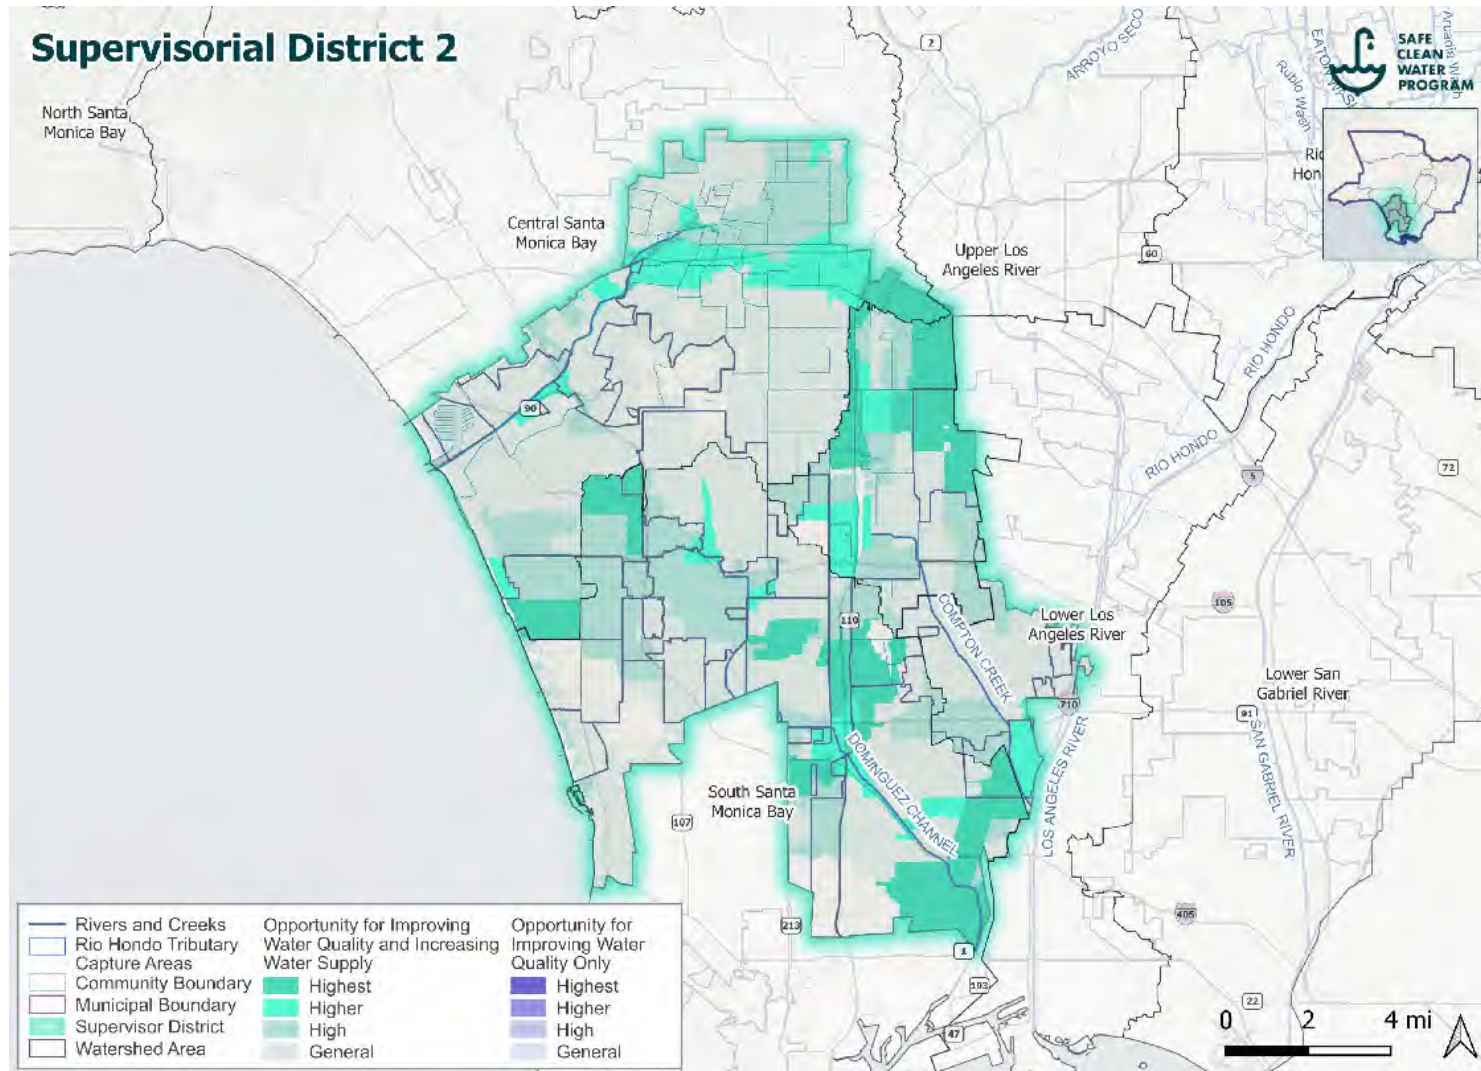 Supervisorial District 2
SAFE
CLEAN
WATER
PROGRAM
North Santa
Monica Bay
Central Santa
Monica Bay
Upper Los
Angeles River
Lower Los
Angeles River
Lower San
Gabriel River
South Santa
Monica Bay
ARROYO SECO
Rubio Wash
Hon
RIO HONDO
RIO HONDO
COMPTON CREEK
DOMINGUEZ CHANNEL
LOS ANGELES RIVER
SAN GABRIEL RIVER
2
60
90
5
72
105
110
710
91
107
213
405
1
103
47
22
Rivers and Creeks
Rio Hondo Tributary
Capture Areas
Community Boundary
Municipal Boundary
Supervisor District
Watershed Area
Opportunity for Improving
Water Quality and Increasing
Water Supply
Highest
Higher
High
General
Opportunity for
Improving Water
Quality Only
Highest
Higher
High
General
0 2 4 mi